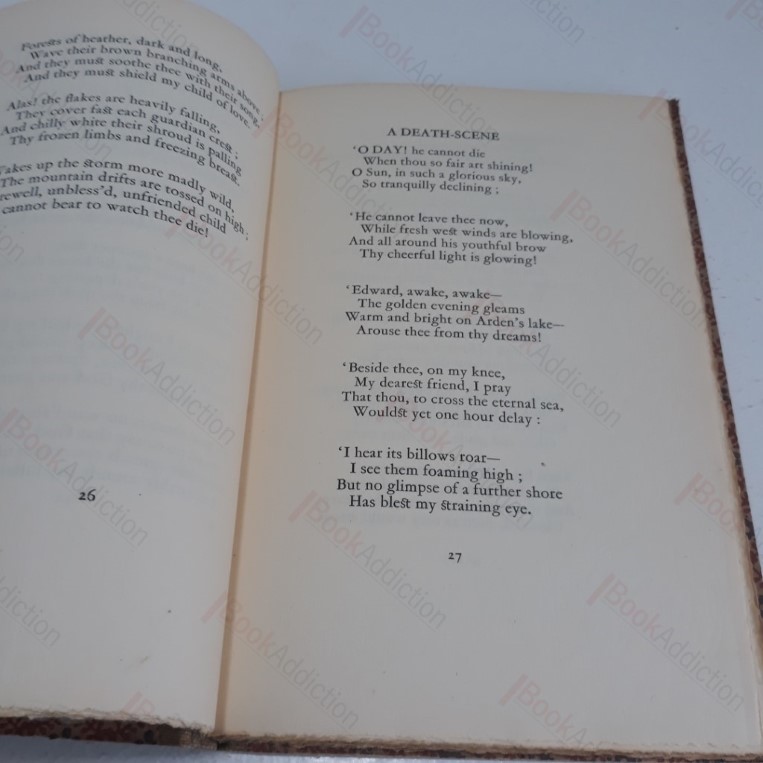 Forests of heather, dark and long,
Wave their brown branching arms above;
And they must soothe thee with their song,
And they must shield my child of love.
Alas! the flakes are heavily falling,
They cover fast each guardian crest;
And chilly white their shroud is palling
Thy frozen limbs and freezing breast.
akes up the storm more madly wild,
The mountain drifts are tossed on high:
rewell, unbless'd, unfriended child
cannot bear to watch thee die!
26
A DEATH-SCENE
‘O DAY! he cannot die
When thou so fair art shining!
O Sun, in such a glorious sky,
So tranquilly declining;
‘He cannot leave thee now,
While fresh west winds are blowing,
And all around his youthful brow
Thy cheerful light is glowing!
‘Edward, awake, awake—
The golden evening gleams
Warm and bright on Arden's lake—
Arouse thee from thy dreams!
‘Beside thee, on my knee,
My dearest friend, I pray
That thou, to cross the eternal sea,
Wouldst yet one hour delay:
‘I hear its billows roar—
I see them foaming high;
But no glimpse of a further shore
Has blest my straining eye.
27
BookAddiction